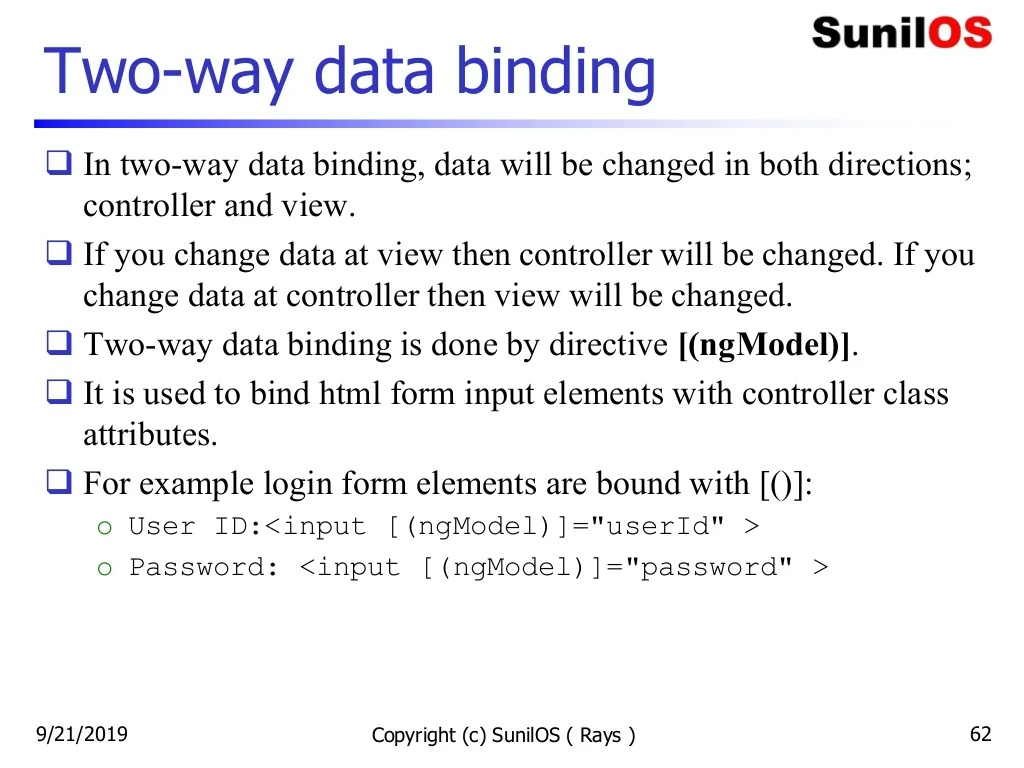 SunilOS
Two-way data binding
In two-way data binding, data will be changed in both directions;
controller and view.
If you change data at view then controller will be changed. If you
change data at controller then view will be changed.
Two-way data binding is done by directive [(ngModel)].
It is used to bind html form input elements with controller class
attributes.
For example login form elements are bound with [()]:
o User ID:<input [(ngModel)]="userId" >
o Password: <input [(ngModel)]="password" >
9/21/2019
Copyright (c) SunilOS ( Rays )
62